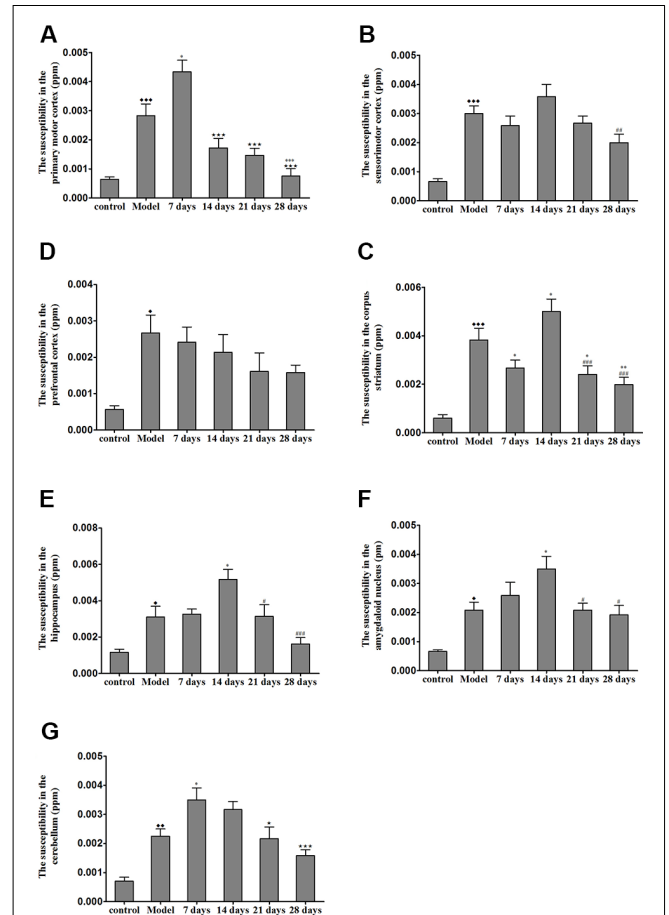 A
The susceptibility in the
primary motor cortex (ppm)
0.005
0.004
0.003
0.002
0.001
0.000
♦♦♦
*
★★★
★★★
★★★
control Model 7 days 14 days 21 days 28 days
B
The susceptibility in the
sensorimotor cortex (ppm)
0.005
0.004
0.003
0.002
0.001
0.000
♦♦♦
##
control Model 7 days 14 days 21 days 28 days
D
The susceptibility in the
prefrontal cortex (ppm)
0.004
0.003
0.002
0.001
0.000
♦
control Model 7 days 14 days 21 days 28 days
C
The susceptibility in the corpus
striatum (ppm)
0.006
0.004
0.002
0.000
♦♦♦
*
*
*
###
**
###
control Model 7 days 14 days 21 days 28 days
E
The susceptibility in the
hippocampus (ppm)
0.008
0.006
0.004
0.002
0.000
♦
*
#
###
control Model 7 days 14 days 21 days 28 days
F
The susceptibility in the
amygdaloid nucleus (pm)
0.005
0.004
0.003
0.002
0.001
0.000
♦
*
#
#
control Model 7 days 14 days 21 days 28 days
G
The susceptibility in the
cerebellum (ppm)
0.005
0.004
0.003
0.002
0.001
0.000
♦♦
*
★
★★★
control Model 7 days 14 days 21 days 28 days